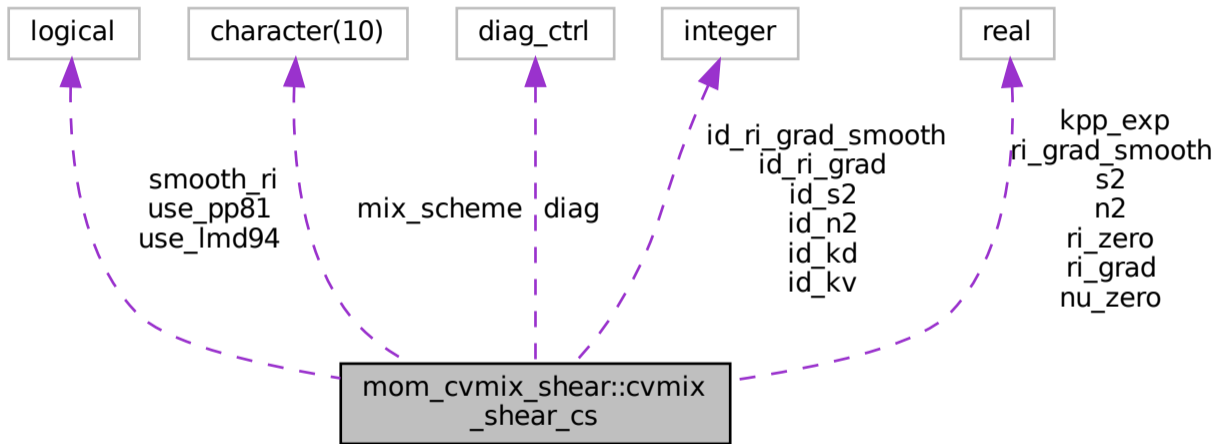 logical
character(10)
diag_ctrl
integer
real
smooth_ri
use_pp81
use_lmd94
mix_scheme
diag
id_ri_grad_smooth
id_ri_grad
id_s2
id_n2
id_kd
id_kv
kpp_exp
ri_grad_smooth
s2
n2
ri_zero
ri_grad
nu_zero
mom_cvmix_shear::cvmix
_shear_cs